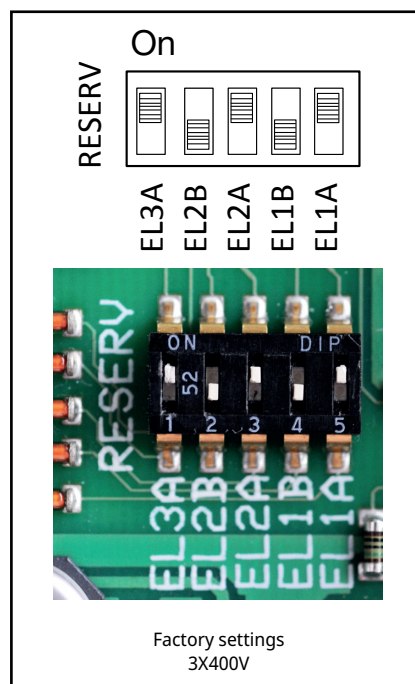 On
RESERV
EL3A
EL2B
EL2A
EL1B
EL1A
RESERV
ON DIP
52
1 2 3 4 5
EL3A
EL2B
EL2A
EL1B
EL1A
Factory settings
3X400V